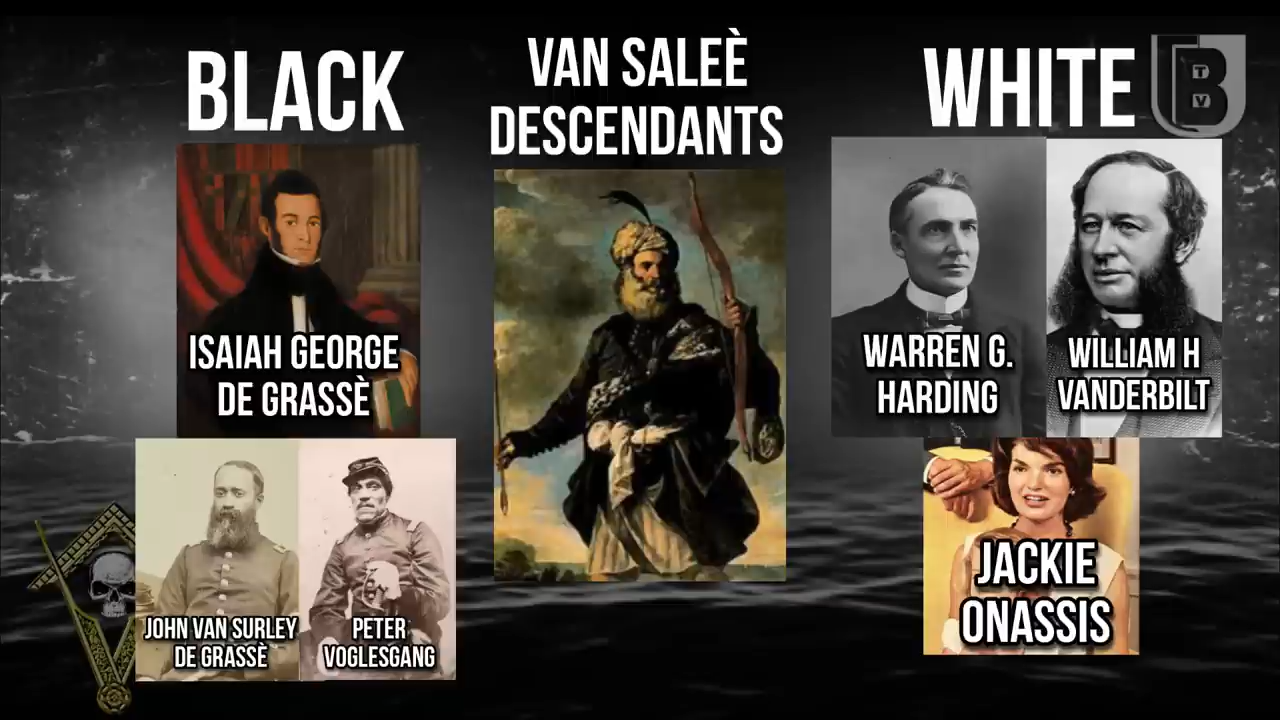 BLACK
VAN SALEÈ
DESCENDANTS
WHITE
B
TV
ISAIAH GEORGE
DE GRASSÈ
WARREN G.
HARDING
WILLIAM H
VANDERBILT
JOHN VAN SURLEY
DE GRASSÈ
PETER
VOGLESGANG
JACKIE
ONASSIS